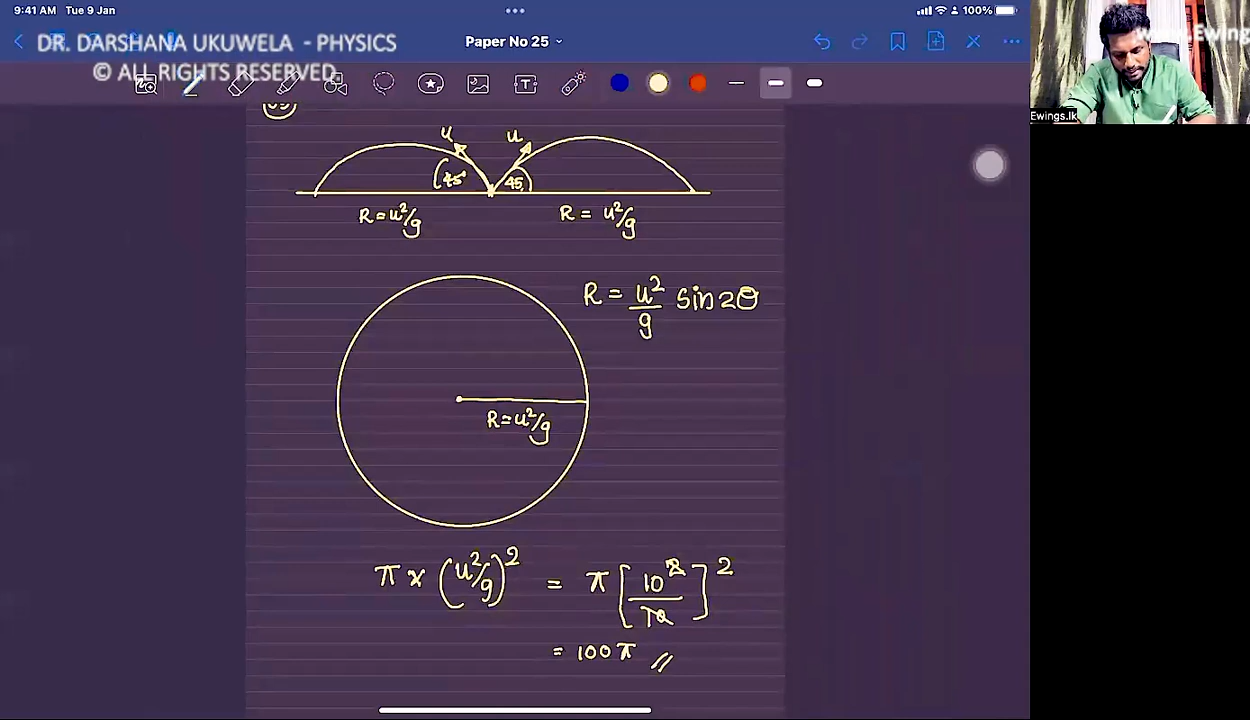 9:41 AM Tue 9 Jan
100%
DR. DARSHANA UKUWELA - PHYSICS
Paper No 25
© ALL RIGHTS RESERVED
Ewings.lk
u u
45° 45
R = u²/g R = u²/g
R = u²/g sin2θ
R = u²/g
π × (u²/g)² = π [10²/10]²
= 100π //